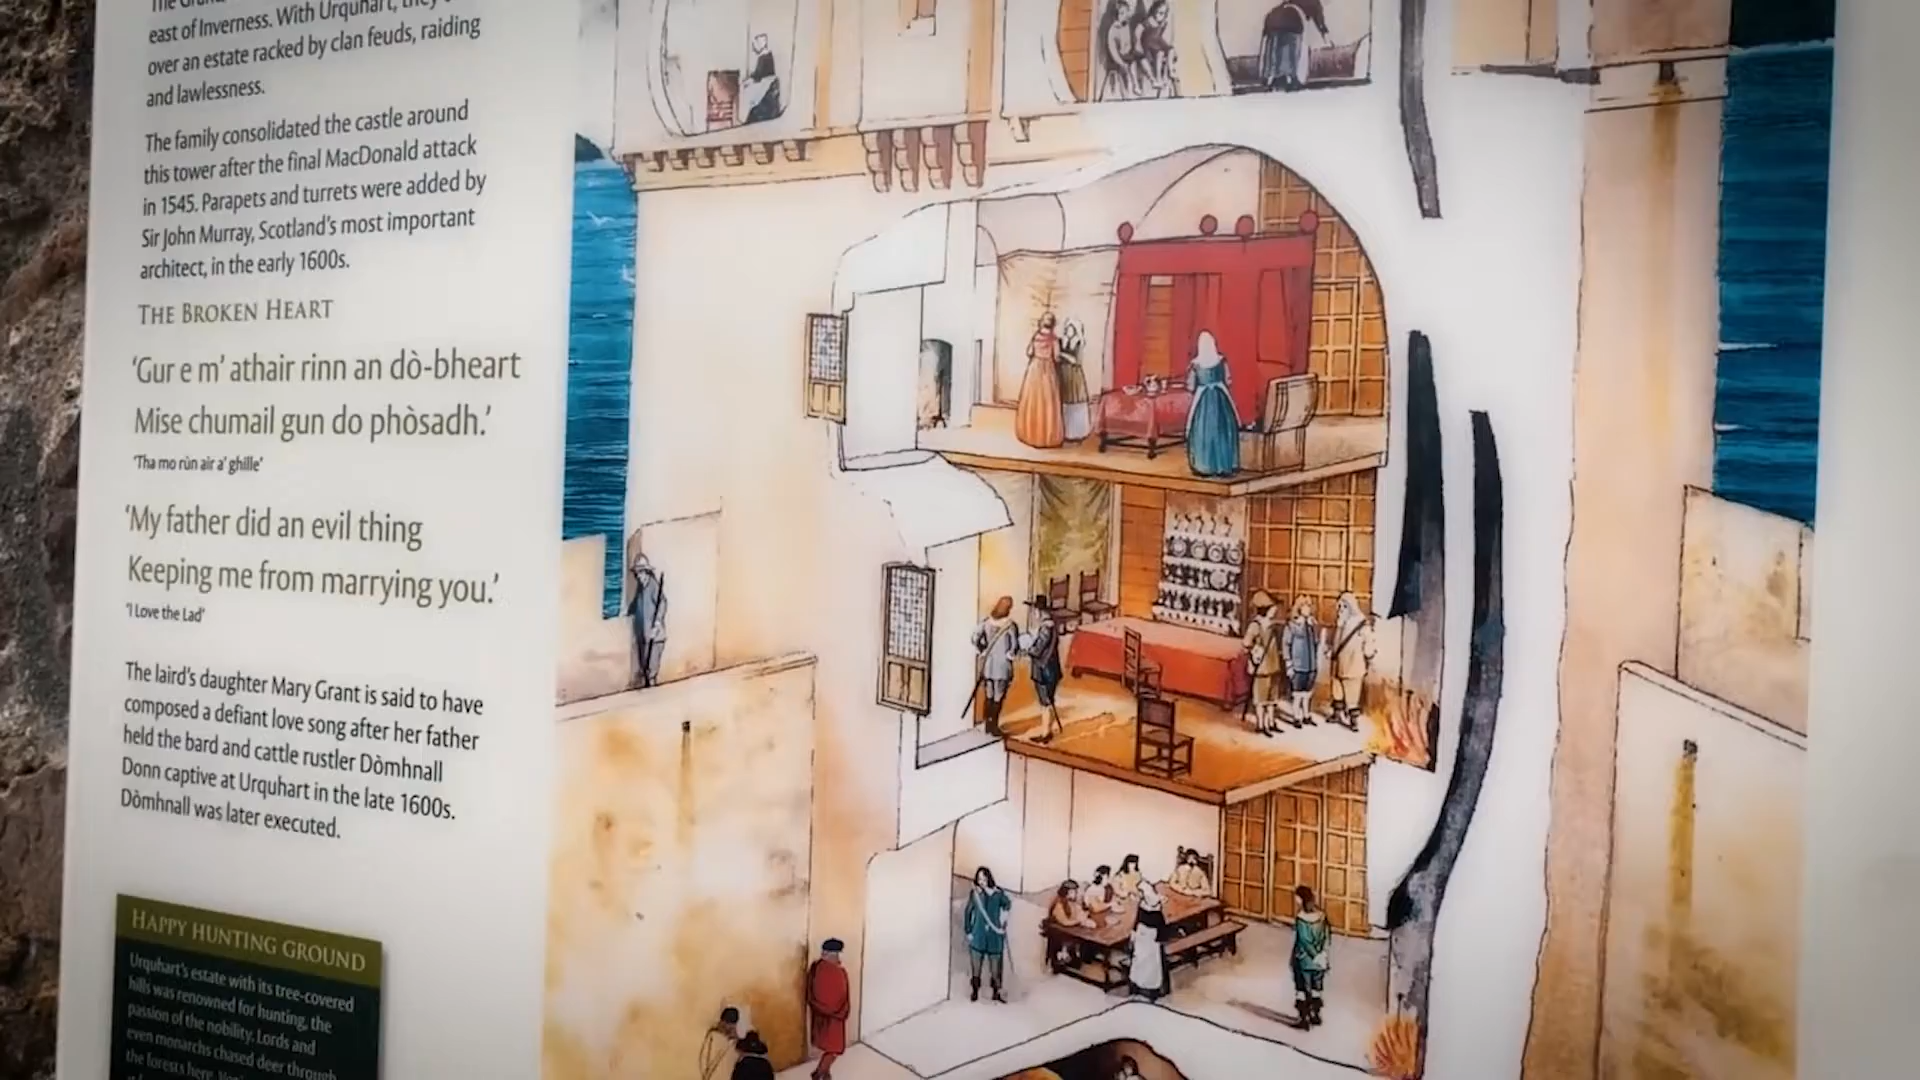 east of Inverness. With Urquhart, they
over an estate racked by clan feuds, raiding
and lawlessness.
The family consolidated the castle around
this tower after the final MacDonald attack
in 1545. Parapets and turrets were added by
Sir John Murray, Scotland's most important
architect, in the early 1600s.
THE BROKEN HEART
'Gur e m' athair rinn an dò-bheart
Mise chumail gun do phòsadh.'
'Tha mo rùn air a' ghille'
'My father did an evil thing
Keeping me from marrying you.'
'I Love the Lad'
The laird's daughter Mary Grant is said to have
composed a defiant love song after her father
held the bard and cattle rustler Dòmhnall
Donn captive at Urquhart in the late 1600s.
Dòmhnall was later executed.
HAPPY HUNTING GROUND
Urquhart's estate with its tree-covered
hills was renowned for hunting, the
passion of the nobility. Lords and
even monarchs chased deer through
the forests here.